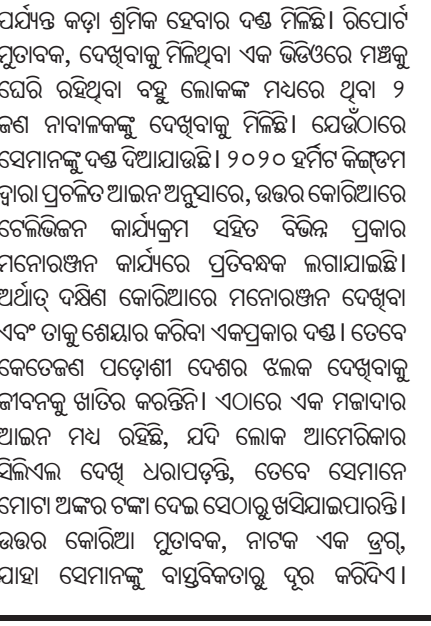 ପର୍ଯ୍ୟନ୍ତ କଡ଼ା ଶ୍ରମିକ ହେବାର ଦଣ୍ଡ ମିଳିଛି। ରିପୋର୍ଟ
ମୁତାବକ, ଦେଖିବାକୁ ମିଳିଥିବା ଏକ ଭିଡିଓରେ ମଞ୍ଚକୁ
ଘେରି ରହିଥିବା ବହୁ ଲୋକଙ୍କ ମଧ୍ୟରେ ଥିବା ୨
ଜଣ ନାବାଳକଙ୍କୁ ଦେଖିବାକୁ ମିଳିଛି। ଯେଉଁଠାରେ
ସେମାନଙ୍କୁ ଦଣ୍ଡ ଦିଆଯାଉଛି। ୨୦୨୦ ହର୍ମିଟ କିଙ୍ଗ୍‌ଡମ
ଦ୍ୱାରା ପ୍ରଚଳିତ ଆଇନ ଅନୁସାରେ, ଉତ୍ତର କୋରିଆରେ
ଟେଲିଭିଜନ କାର୍ଯ୍ୟକ୍ରମ ସହିତ ବିଭିନ୍ନ ପ୍ରକାର
ମନୋରଞ୍ଜନ କାର୍ଯ୍ୟରେ ପ୍ରତିବନ୍ଧକ ଲଗାଯାଇଛି।
ଅର୍ଥାତ୍ ଦକ୍ଷିଣ କୋରିଆରେ ମନୋରଞ୍ଜନ ଦେଖିବା
ଏବଂ ତାକୁ ଶେୟାର କରିବା ଏକପ୍ରକାର ଦଣ୍ଡ। ତେବେ
କେତେଜଣ ପଡ଼ୋଶୀ ଦେଶର ଝଲକ ଦେଖିବାକୁ
ଜୀବନକୁ ଖାତିର କରନ୍ତିନି। ଏଠାରେ ଏକ ମଜାଦାର
ଆଇନ ମଧ୍ୟ ରହିଛି, ଯଦି ଲୋକ ଆମେରିକାର
ସିଲିଏଲ ଦେଖି ଧରାପଡ଼ନ୍ତି, ତେବେ ସେମାନେ
ମୋଟା ଅଙ୍କର ଟଙ୍କା ଦେଇ ସେଠାରୁ ଖସିଯାଇପାରନ୍ତି।
ଉତ୍ତର କୋରିଆ ମୁତାବକ, ନାଟକ ଏକ ଡ୍ରଗ୍,
ଯାହା ସେମାନଙ୍କୁ ବାସ୍ତବିକତାରୁ ଦୂର କରିଦିଏ।